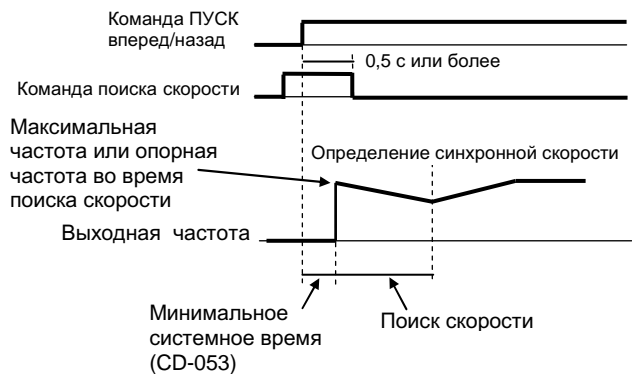 Команда ПУСК
вперед/назад
0,5 с или более
Команда поиска скорости
Максимальная
частота или опорная
частота во время
поиска скорости
Определение синхронной скорости
Выходная частота
Минимальное
системное время
(CD-053)
Поиск скорости